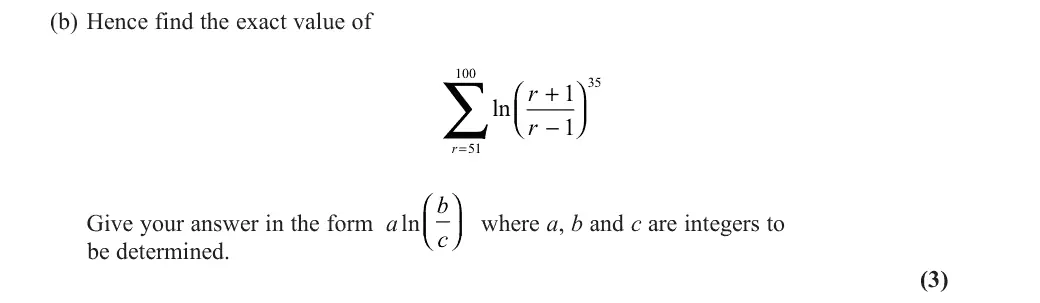 (b) Hence find the exact value of
100
∑ ln((r + 1)/(r − 1))^35
r=51
Give your answer in the form a ln(b/c) where a, b and c are integers to
be determined.
(3)